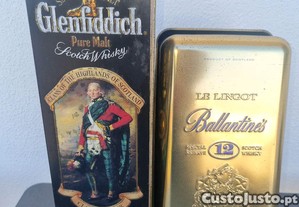 Glenfiddich
Pure Malt
Scotch Whisky
CLANS OF THE HIGHLANDS OF SCOTLAND
LE LINGOT
Ballantine's
12
SCOTCH
WHISKY
CustoJusto.pt